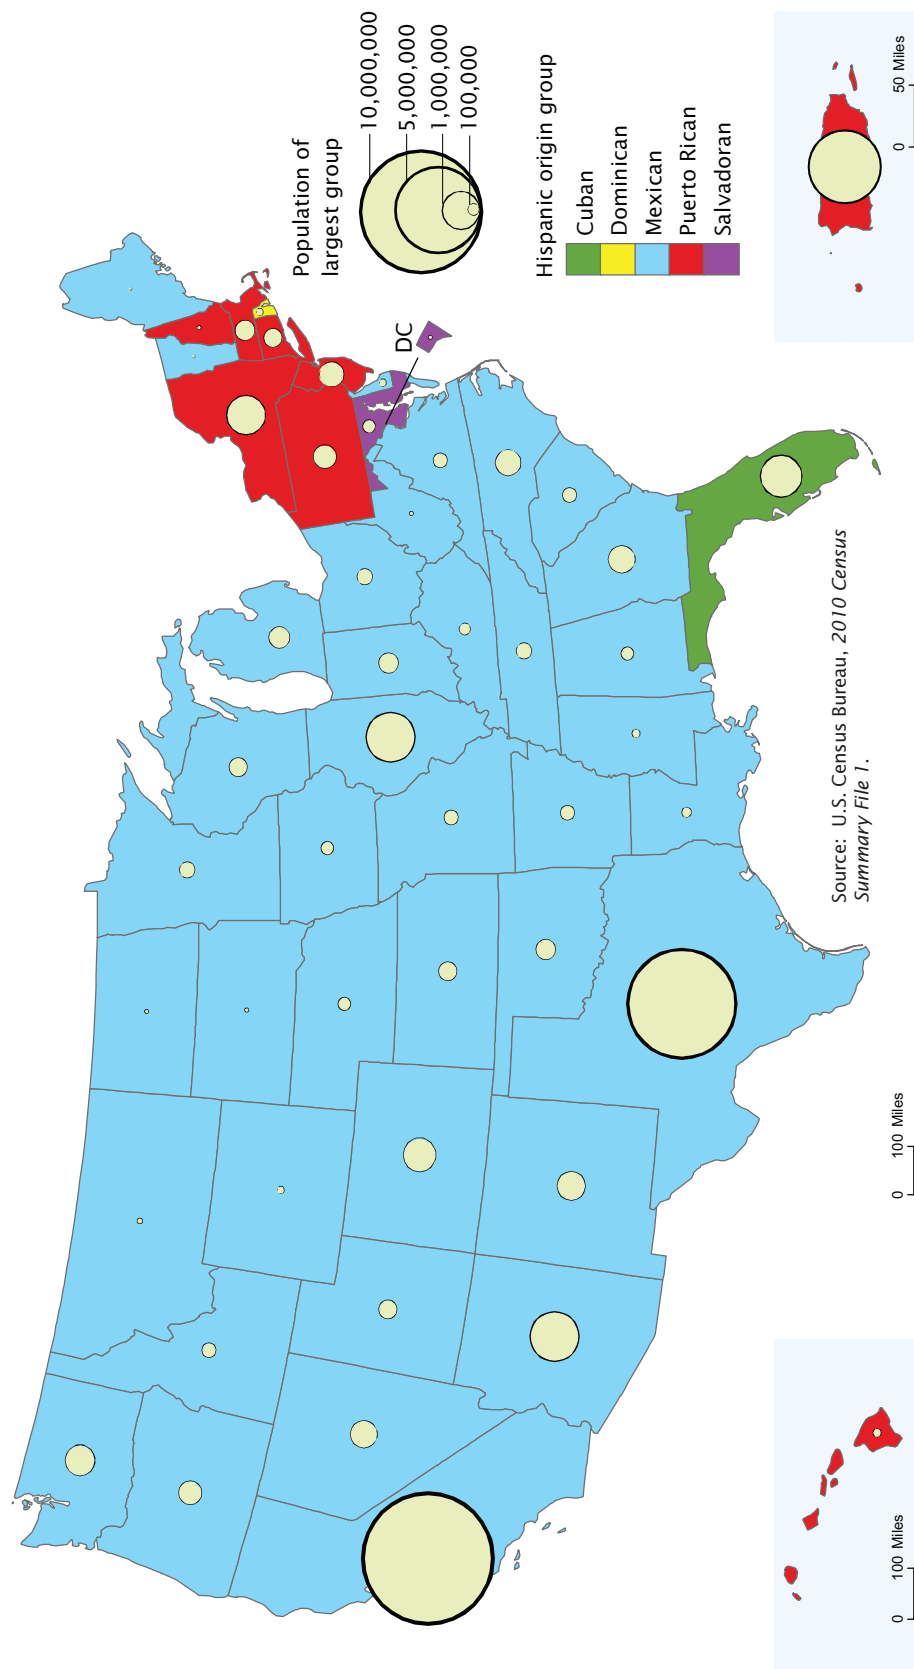 Population of
largest group
10,000,000
5,000,000
1,000,000
100,000
Hispanic origin group
Cuban
Dominican
Mexican
Puerto Rican
Salvadoran
DC
Source: U.S. Census Bureau, 2010 Census
Summary File 1.
0 100 Miles
0 100 Miles
0 50 Miles